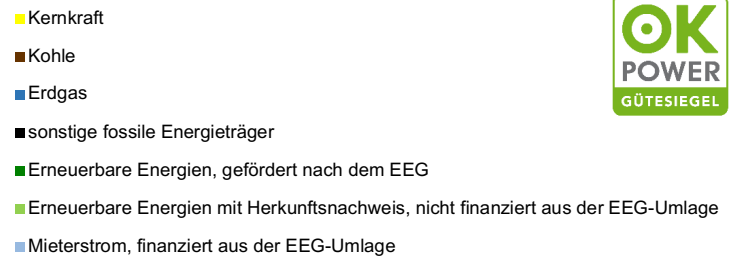 Kernkraft
Kohle
Erdgas
sonstige fossile Energieträger
Erneuerbare Energien, gefördert nach dem EEG
Erneuerbare Energien mit Herkunftsnachweis, nicht finanziert aus der EEG-Umlage
Mieterstrom, finanziert aus der EEG-Umlage
OK
POWER
GÜTESIEGEL